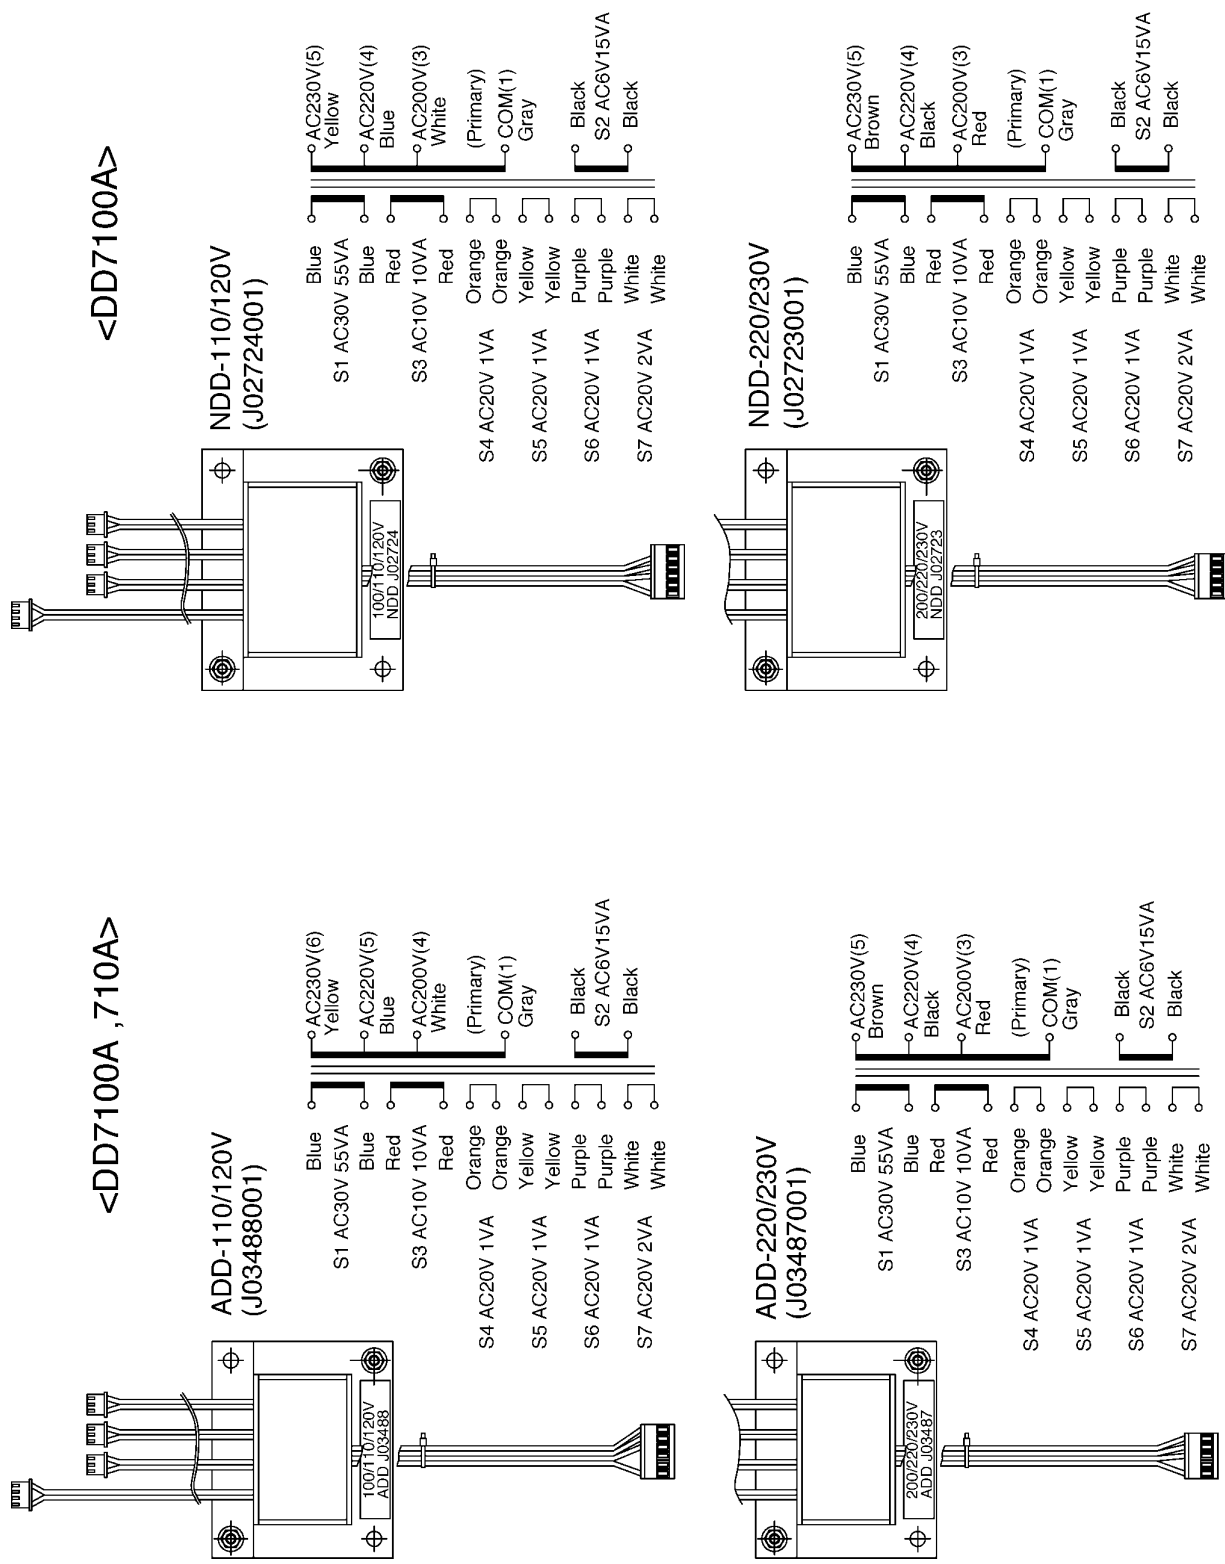 <DD7100A ,710A>
ADD-110/120V
(J03488001)
100/110/120V
ADD J03488
Blue
S1 AC30V 55VA
Blue
Red
S3 AC10V 10VA
Red
Orange
S4 AC20V 1VA
Orange
Yellow
S5 AC20V 1VA
Yellow
Purple
S6 AC20V 1VA
Purple
White
S7 AC20V 2VA
White
AC230V(6)
Yellow
AC220V(5)
Blue
AC200V(4)
White
(Primary)
COM(1)
Gray
Black
S2 AC6V15VA
Black
ADD-220/230V
(J03487001)
200/220/230V
ADD J03487
Blue
S1 AC30V 55VA
Blue
Red
S3 AC10V 10VA
Red
Orange
S4 AC20V 1VA
Orange
Yellow
S5 AC20V 1VA
Yellow
Purple
S6 AC20V 1VA
Purple
White
S7 AC20V 2VA
White
AC230V(5)
Brown
AC220V(4)
Black
AC200V(3)
Red
(Primary)
COM(1)
Gray
Black
S2 AC6V15VA
Black
<DD7100A>
NDD-110/120V
(J02724001)
100/110/120V
NDD J02724
Blue
S1 AC30V 55VA
Blue
Red
S3 AC10V 10VA
Red
Orange
S4 AC20V 1VA
Orange
Yellow
S5 AC20V 1VA
Yellow
Purple
S6 AC20V 1VA
Purple
White
S7 AC20V 2VA
White
AC230V(5)
Yellow
AC220V(4)
Blue
AC200V(3)
White
(Primary)
COM(1)
Gray
Black
S2 AC6V15VA
Black
NDD-220/230V
(J02723001)
200/220/230V
NDD J02723
Blue
S1 AC30V 55VA
Blue
Red
S3 AC10V 10VA
Red
Orange
S4 AC20V 1VA
Orange
Yellow
S5 AC20V 1VA
Yellow
Purple
S6 AC20V 1VA
Purple
White
S7 AC20V 2VA
White
AC230V(5)
Brown
AC220V(4)
Black
AC200V(3)
Red
(Primary)
COM(1)
Gray
Black
S2 AC6V15VA
Black